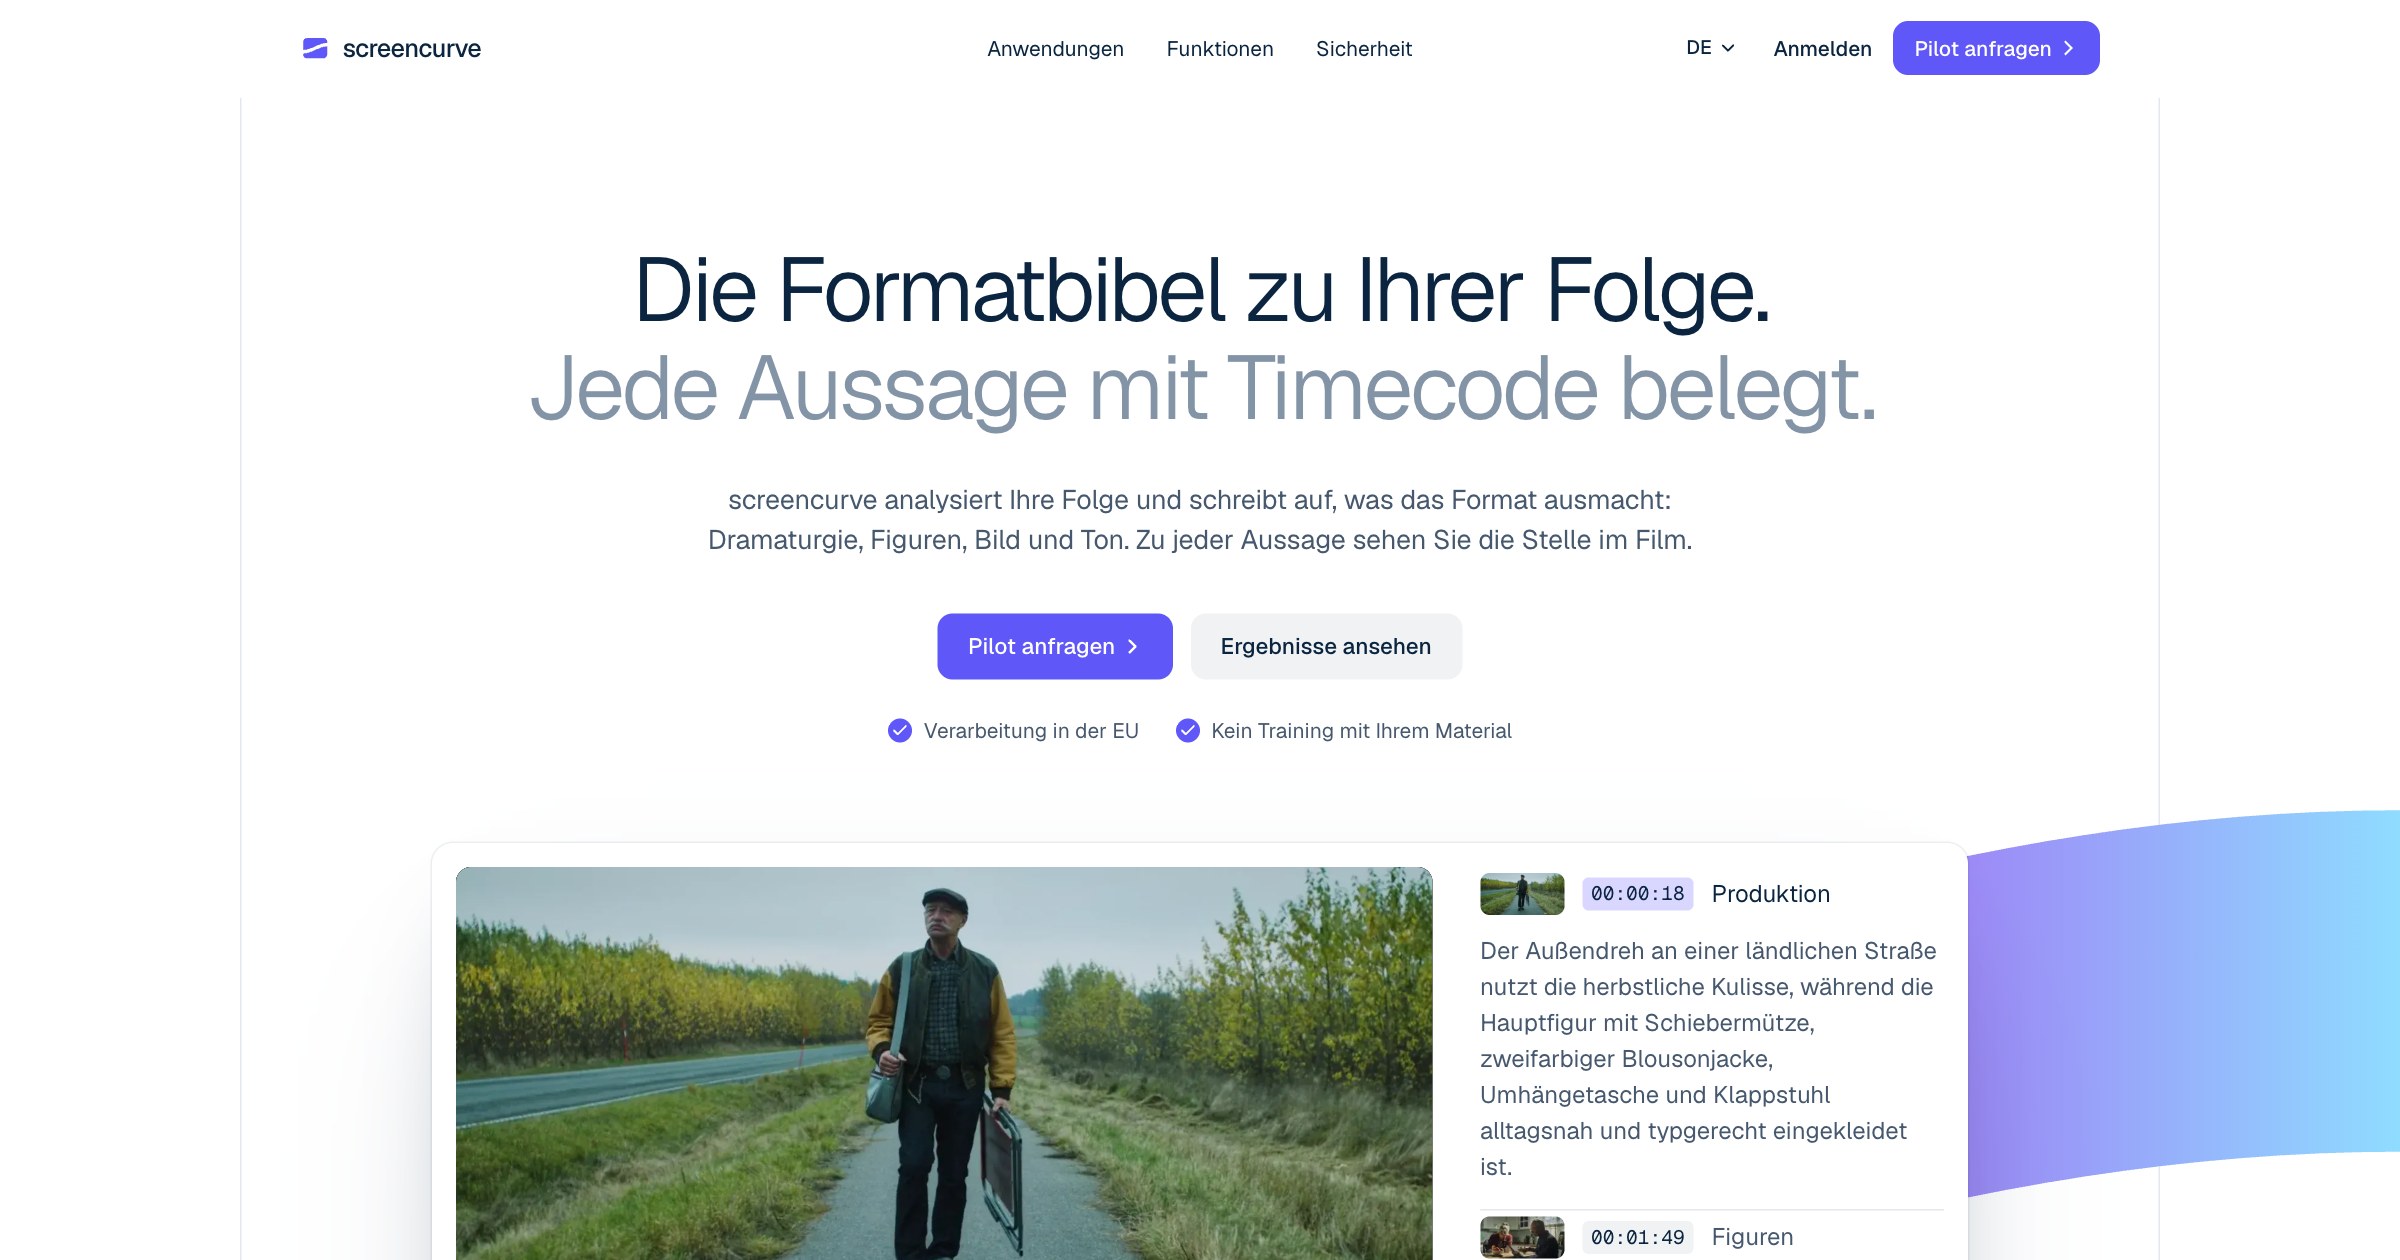 screencurve
Anwendungen
Funktionen
Sicherheit
DE
Anmelden
Pilot anfragen
Die Formatbibel zu Ihrer Folge.
Jede Aussage mit Timecode belegt.
screencurve analysiert Ihre Folge und schreibt auf, was das Format ausmacht:
Dramaturgie, Figuren, Bild und Ton. Zu jeder Aussage sehen Sie die Stelle im Film.
Pilot anfragen
Ergebnisse ansehen
Verarbeitung in der EU
Kein Training mit Ihrem Material
00:00:18 Produktion
Der Außendreh an einer ländlichen Straße
nutzt die herbstliche Kulisse, während die
Hauptfigur mit Schiebermütze,
zweifarbiger Blousonjacke,
Umhängetasche und Klappstuhl
alltagsnah und typgerecht eingekleidet
ist.
00:01:49 Figuren